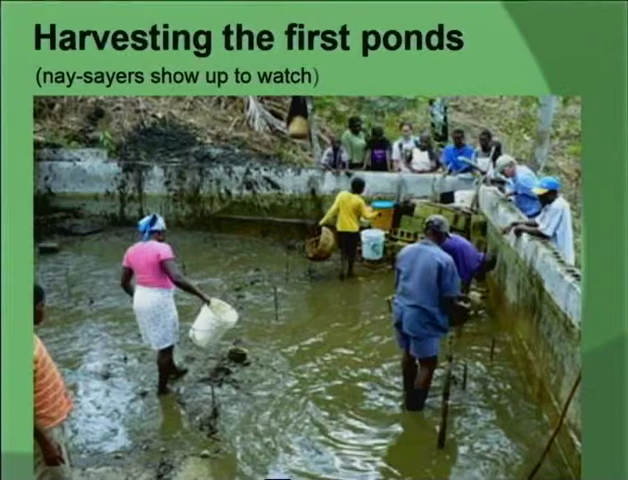 Harvesting the first ponds
(nay-sayers show up to watch)